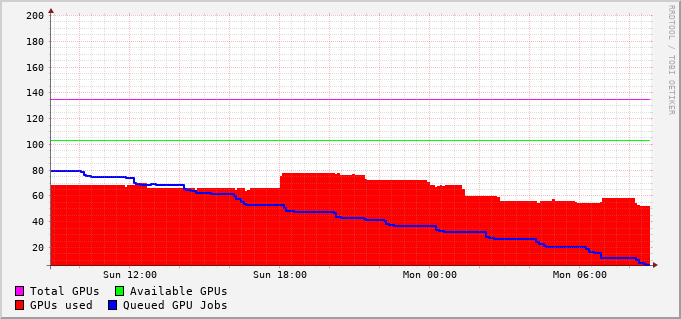 200
180
160
140
120
100
80
60
40
20
Sun 12:00 Sun 18:00 Mon 00:00 Mon 06:00
Total GPUs Available GPUs
GPUs used Queued GPU Jobs
RRDTOOL / TOBI OETIKER